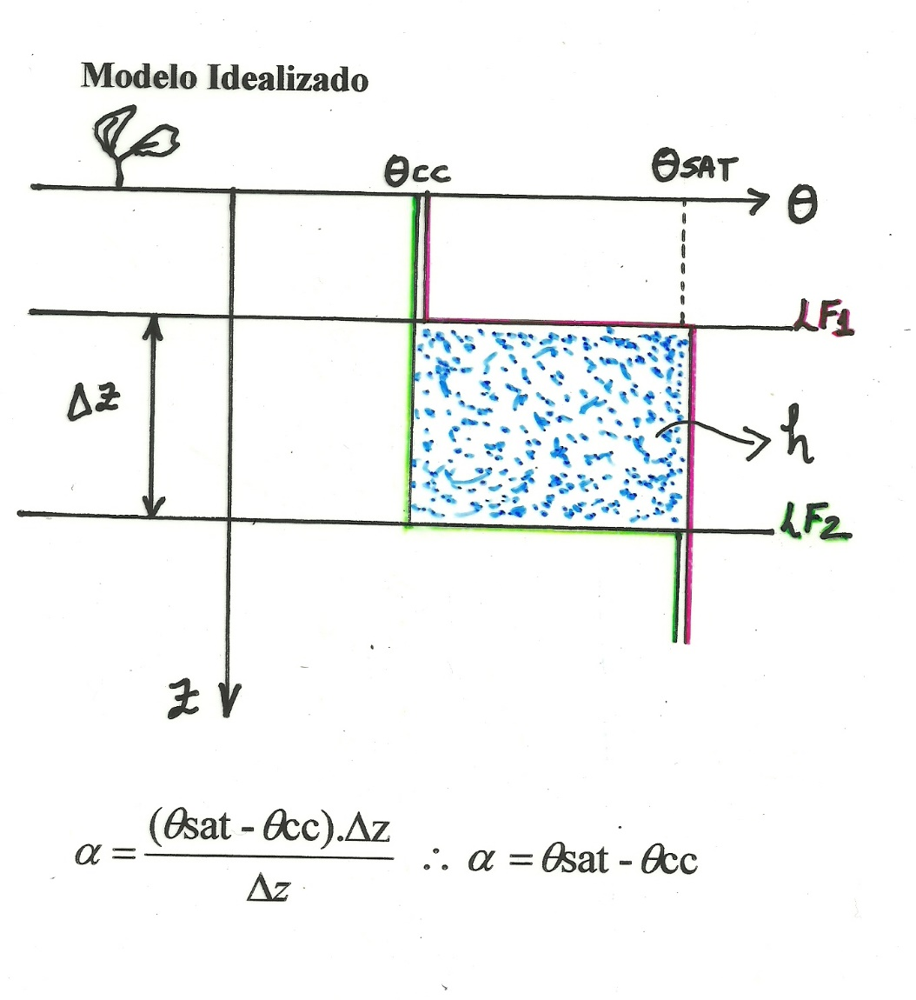 Modelo Idealizado
θcc
θSAT
θ
LF1
Δz
h
LF2
z
α = (θsat - θcc).Δz / Δz ∴ α = θsat - θcc